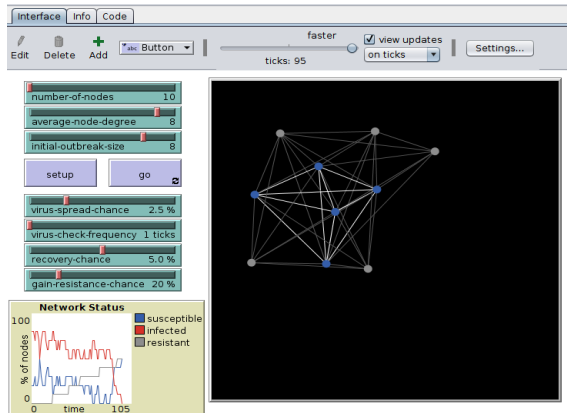 Interface Info Code
faster
view updates
Edit Delete Add
abc Button
on ticks
Settings...
ticks: 95
number-of-nodes 10
average-node-degree 8
initial-outbreak-size 8
setup go
virus-spread-chance 2.5 %
virus-check-frequency 1 ticks
recovery-chance 5.0 %
gain-resistance-chance 20 %
Network Status
100
% of nodes
0
0 time 105
susceptible
infected
resistant